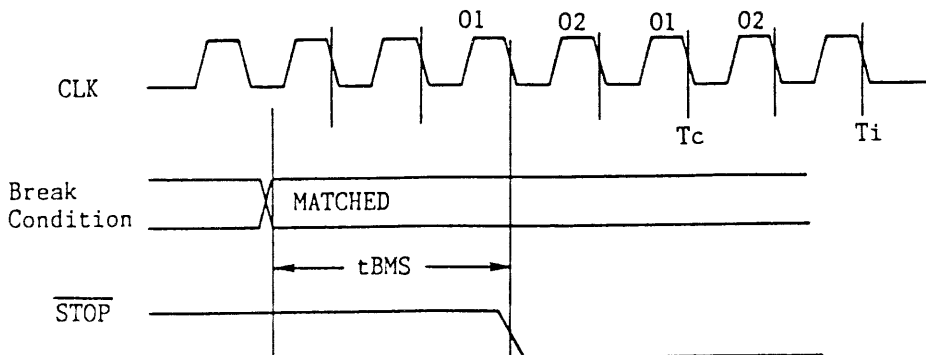 O1 O2 O1 O2
CLK
Tc Ti
Break
Condition
MATCHED
tBMS
STOP